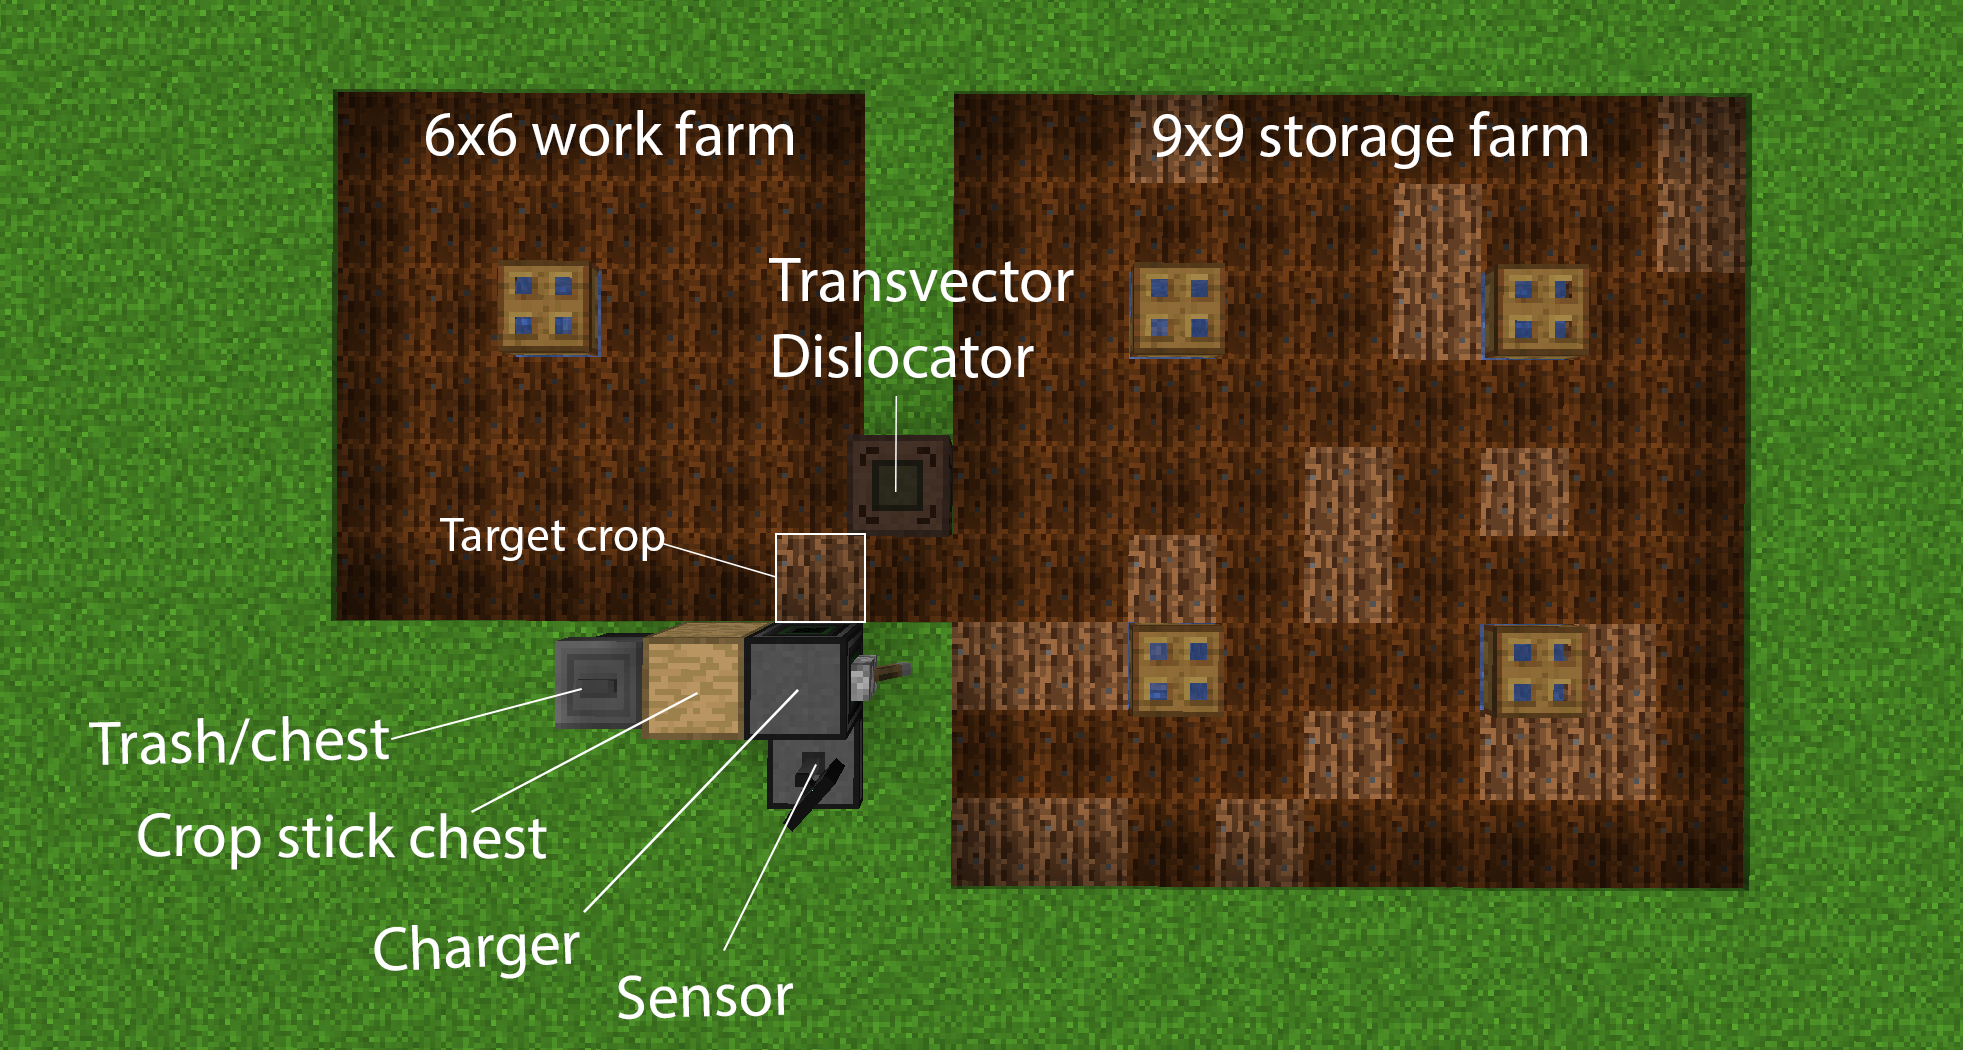 6x6 work farm
9x9 storage farm
Transvector
Dislocator
Target crop
Trash/chest
Crop stick chest
Charger
Sensor